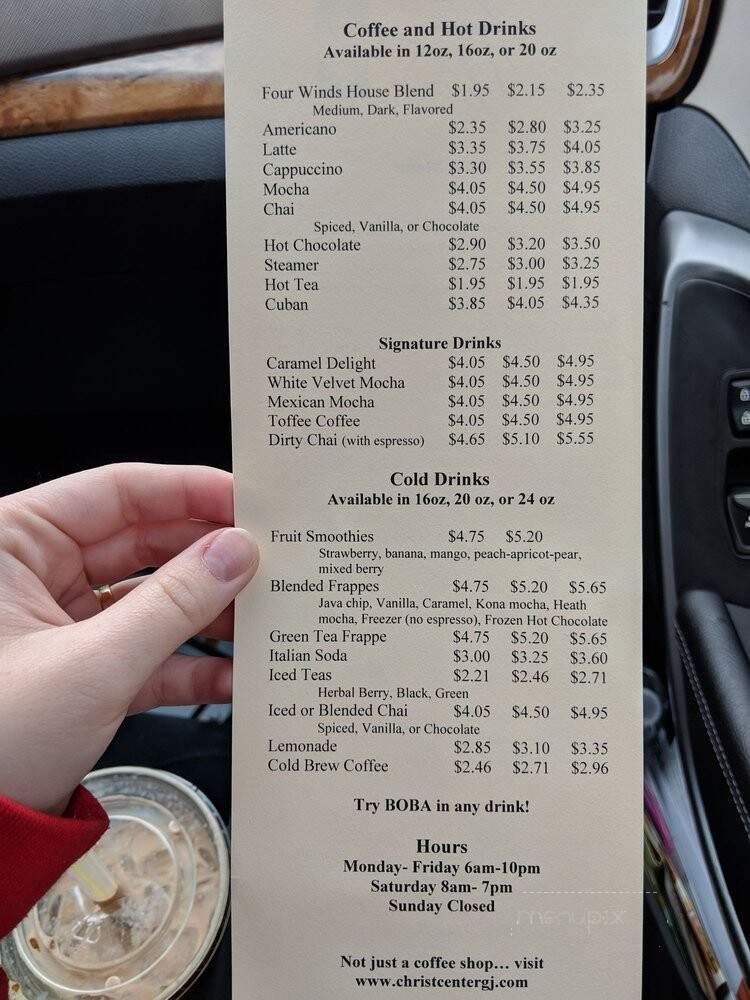 Coffee and Hot Drinks
Available in 12oz, 16oz, or 20 oz
Four Winds House Blend $1.95 $2.15 $2.35
Medium, Dark, Flavored
Americano $2.35 $2.80 $3.25
Latte $3.35 $3.75 $4.05
Cappuccino $3.30 $3.55 $3.85
Mocha $4.05 $4.50 $4.95
Chai $4.05 $4.50 $4.95
Spiced, Vanilla, or Chocolate
Hot Chocolate $2.90 $3.20 $3.50
Steamer $2.75 $3.00 $3.25
Hot Tea $1.95 $1.95 $1.95
Cuban $3.85 $4.05 $4.35
Signature Drinks
Caramel Delight $4.05 $4.50 $4.95
White Velvet Mocha $4.05 $4.50 $4.95
Mexican Mocha $4.05 $4.50 $4.95
Toffee Coffee $4.05 $4.50 $4.95
Dirty Chai (with espresso) $4.65 $5.10 $5.55
Cold Drinks
Available in 16oz, 20 oz, or 24 oz
Fruit Smoothies $4.75 $5.20
Strawberry, banana, mango, peach-apricot-pear,
mixed berry
Blended Frappes $4.75 $5.20 $5.65
Java chip, Vanilla, Caramel, Kona mocha, Heath
mocha, Freezer (no espresso), Frozen Hot Chocolate
Green Tea Frappe $4.75 $5.20 $5.65
Italian Soda $3.00 $3.25 $3.60
Iced Teas $2.21 $2.46 $2.71
Herbal Berry, Black, Green
Iced or Blended Chai $4.05 $4.50 $4.95
Spiced, Vanilla, or Chocolate
Lemonade $2.85 $3.10 $3.35
Cold Brew Coffee $2.46 $2.71 $2.96
Try BOBA in any drink!
Hours
Monday- Friday 6am-10pm
Saturday 8am- 7pm
Sunday Closed
menupix
Not just a coffee shop... visit
www.christcentergj.com